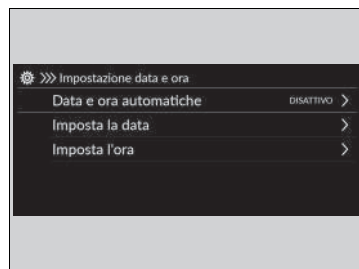 Impostazione data e ora
Data e ora automatiche DISATTIVO
Imposta la data
Imposta l'ora